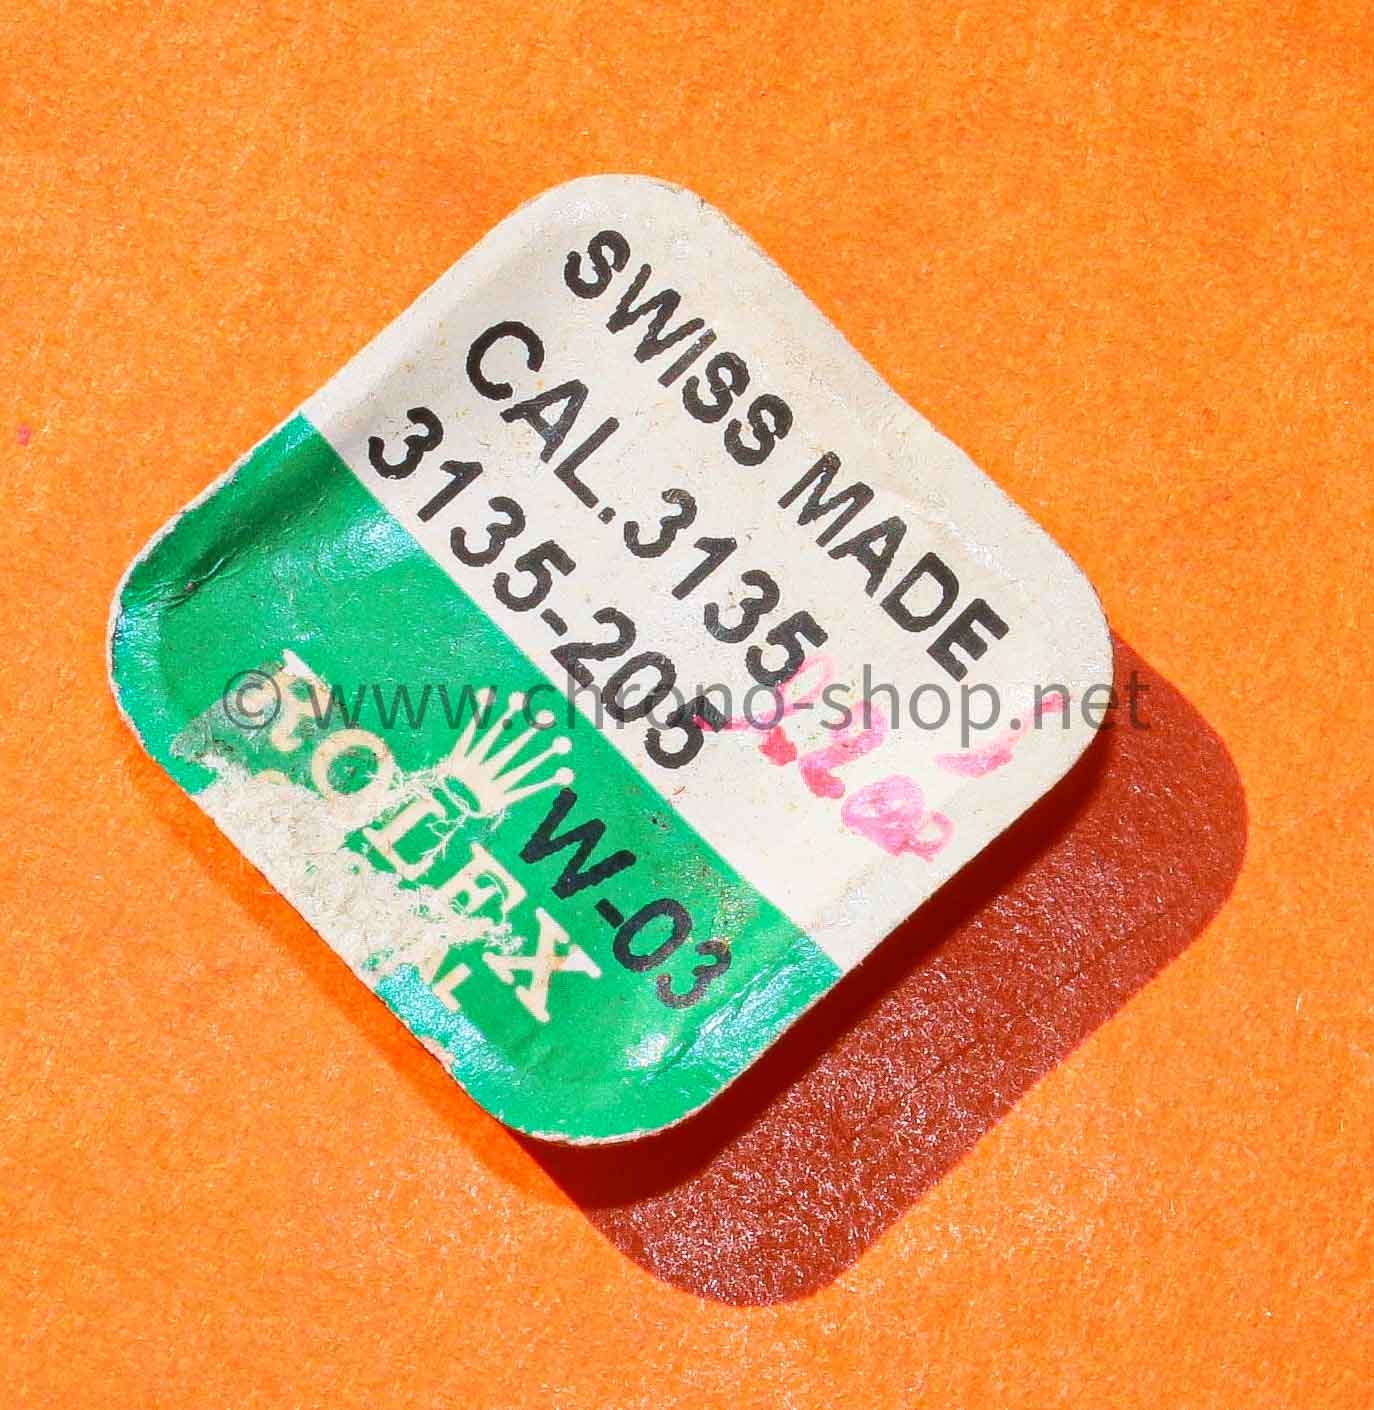 SWISS MADE
CAL.3135
3135-205
W-03
ROLEX
© www.chrono-shop.net